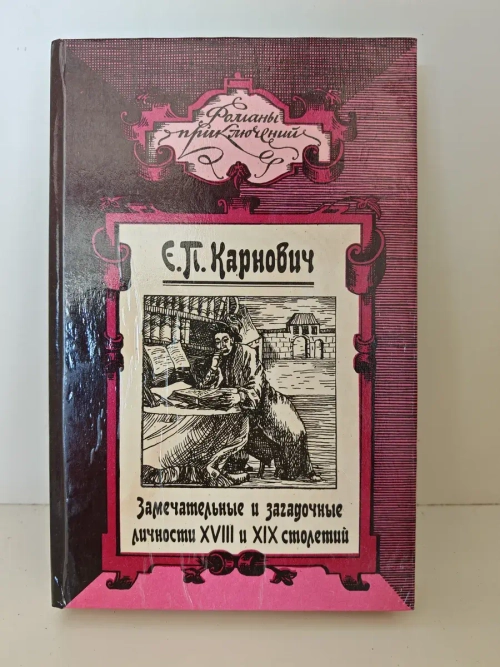 Романы
приключений
Є.П. Карнович
Замечательные и загадочные
личности XVIII и XIX столетий